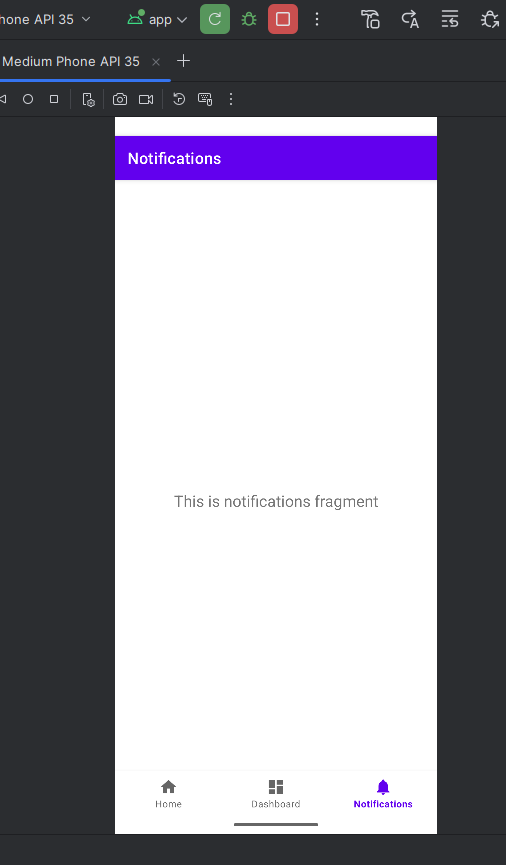 hone API 35
app
Medium Phone API 35
Notifications
This is notifications fragment
Home
Dashboard
Notifications